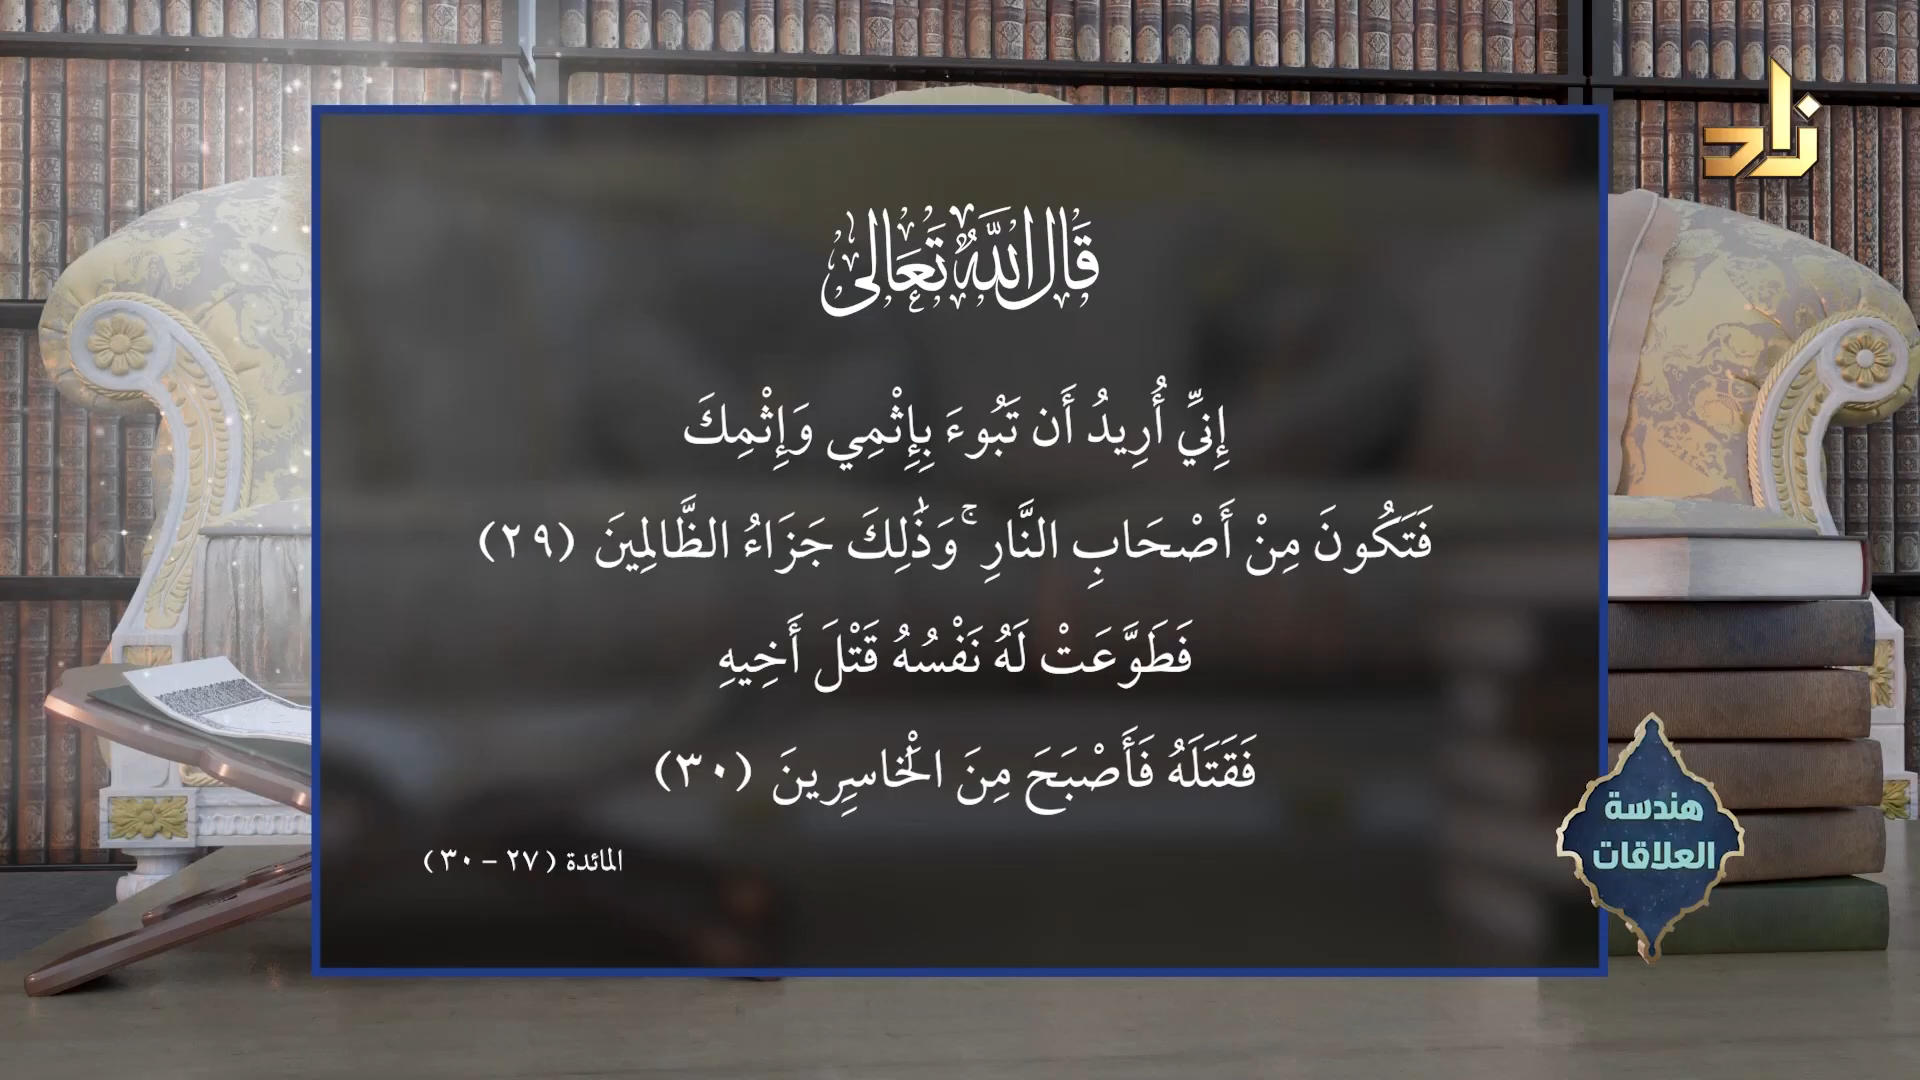 زاد
قَالَ اللَّهُ تَعَالَى
إِنِّي أُرِيدُ أَن تَبُوءَ بِإِثْمِي وَإِثْمِكَ
فَتَكُونَ مِنْ أَصْحَابِ النَّارِ ۚ وَذَٰلِكَ جَزَاءُ الظَّالِمِينَ (٢٩)
فَطَوَّعَتْ لَهُ نَفْسُهُ قَتْلَ أَخِيهِ
فَقَتَلَهُ فَأَصْبَحَ مِنَ الْخَاسِرِينَ (٣٠)
المائدة (٢٧ - ٣٠)
هندسة
العلاقات